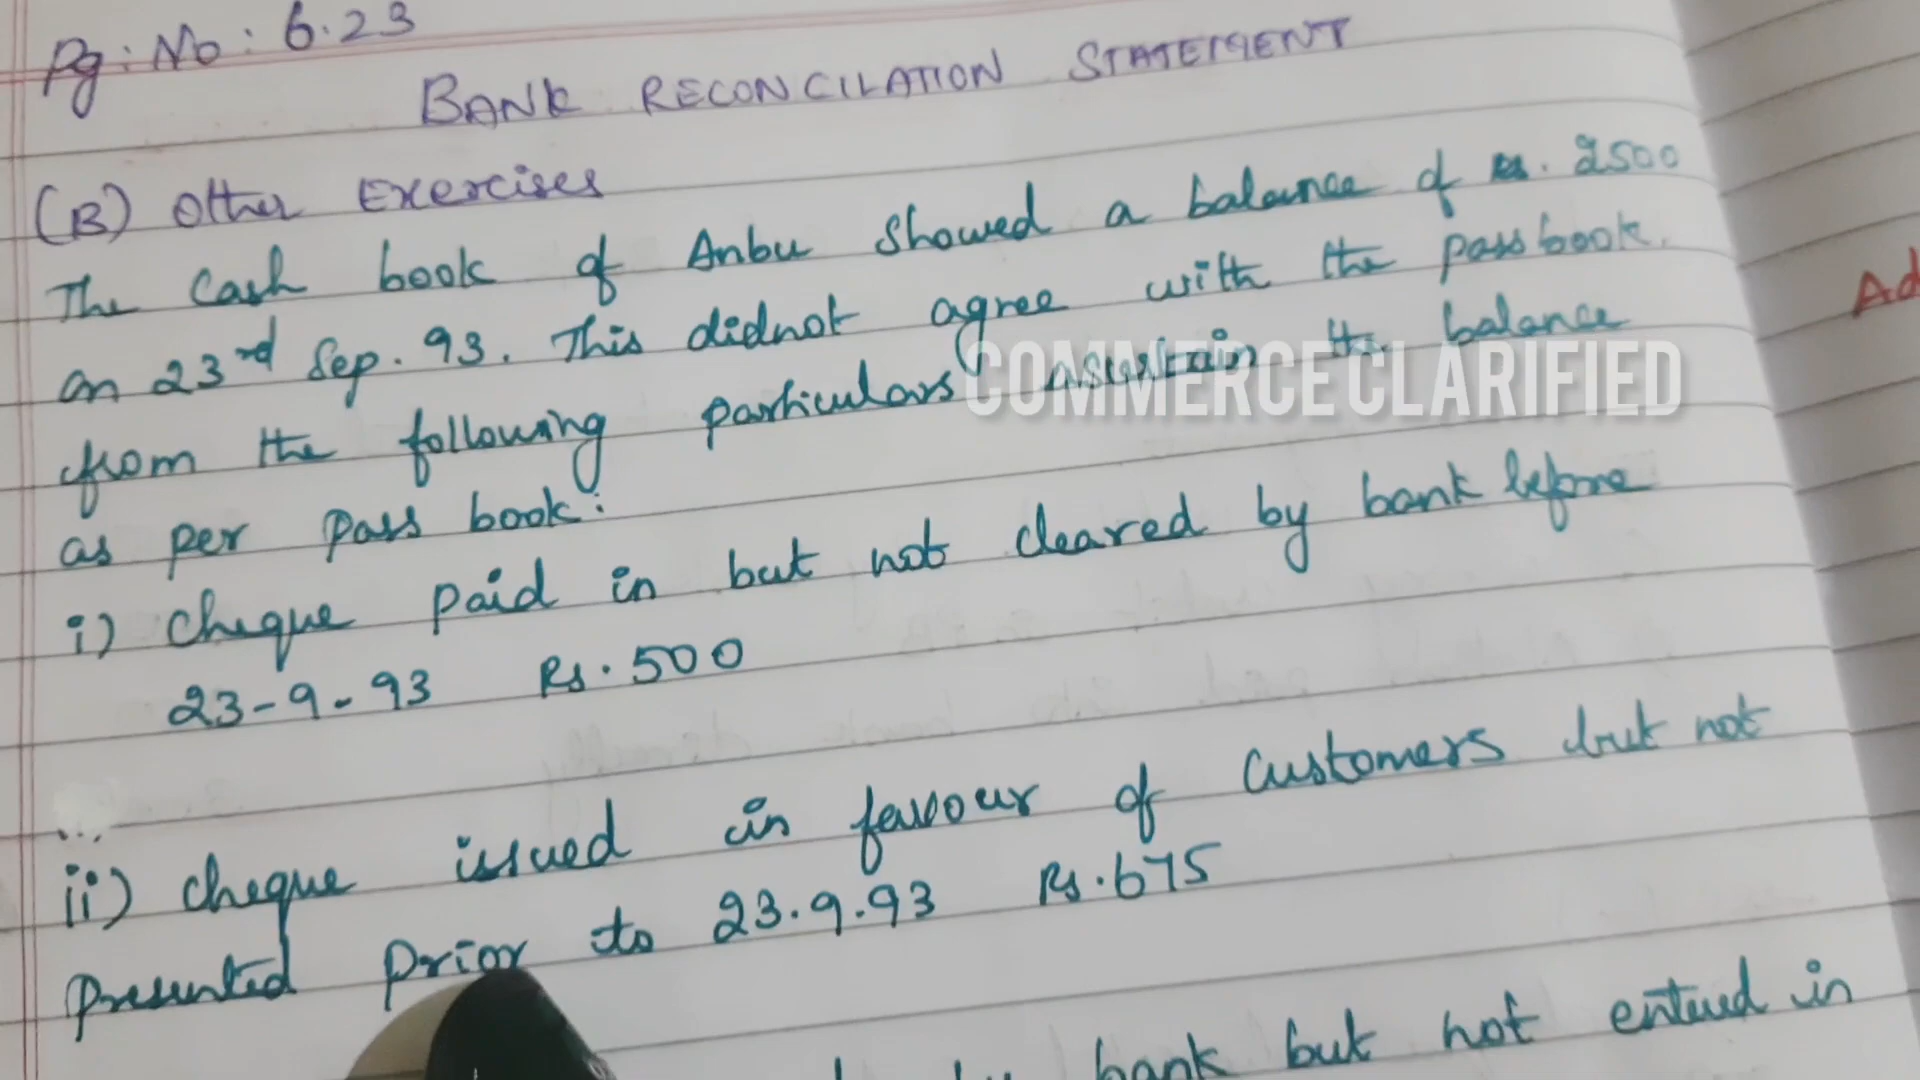 Pg: No: 6.23
BANK RECONCILATION STATEMENT
(B) Other Exercises
The Cash book of Anbu Showed a balance of Rs. 2500
on 23rd Sep. 93. This didnot agree with the passbook.
from the following particulars the balance
as per Pass book:
COMMERCE CLARIFIED
i) Cheque paid in but not cleared by bank before
23-9-93 Rs. 500
ii) Cheque issued in favour of Customers but not
Presented Prior to 23.9.93 Rs. 675
bank but not entered in
Ad